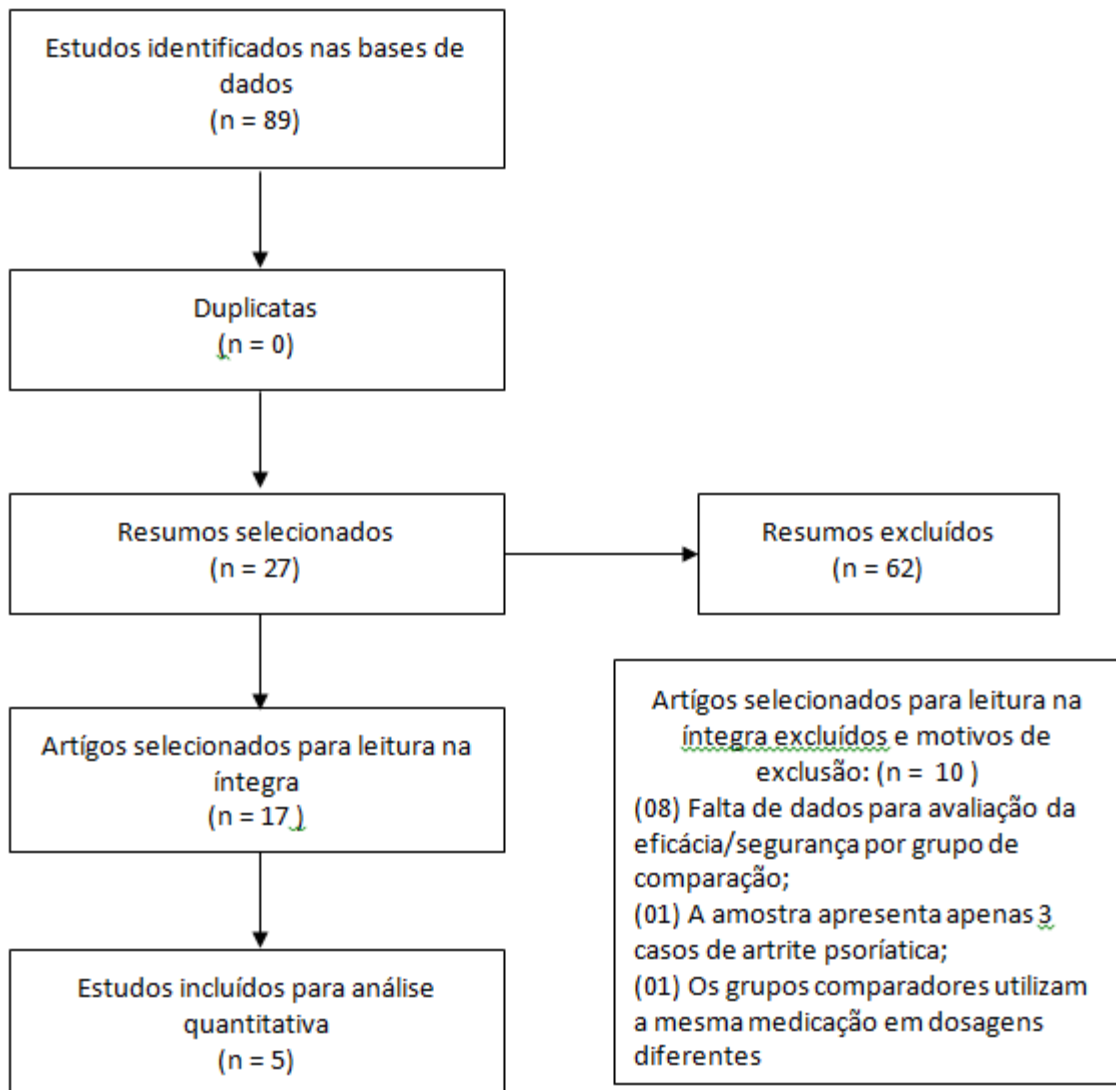 Estudos identificados nas bases de
dados
(n = 89)
Duplicatas
(n = 0)
Resumos selecionados
(n = 27)
Resumos excluídos
(n = 62)
Artígos selecionados para leitura na
íntegra
(n = 17 )
Artígos selecionados para leitura na
íntegra excluídos e motivos de
exclusão: (n =  10 )
(08) Falta de dados para avaliação da
eficácia/segurança por grupo de
comparação;
(01) A amostra apresenta apenas 3
casos de artrite psoríatica;
(01) Os grupos comparadores utilizam
a mesma medicação em dosagens
diferentes
Estudos incluídos para análise
quantitativa
(n = 5)